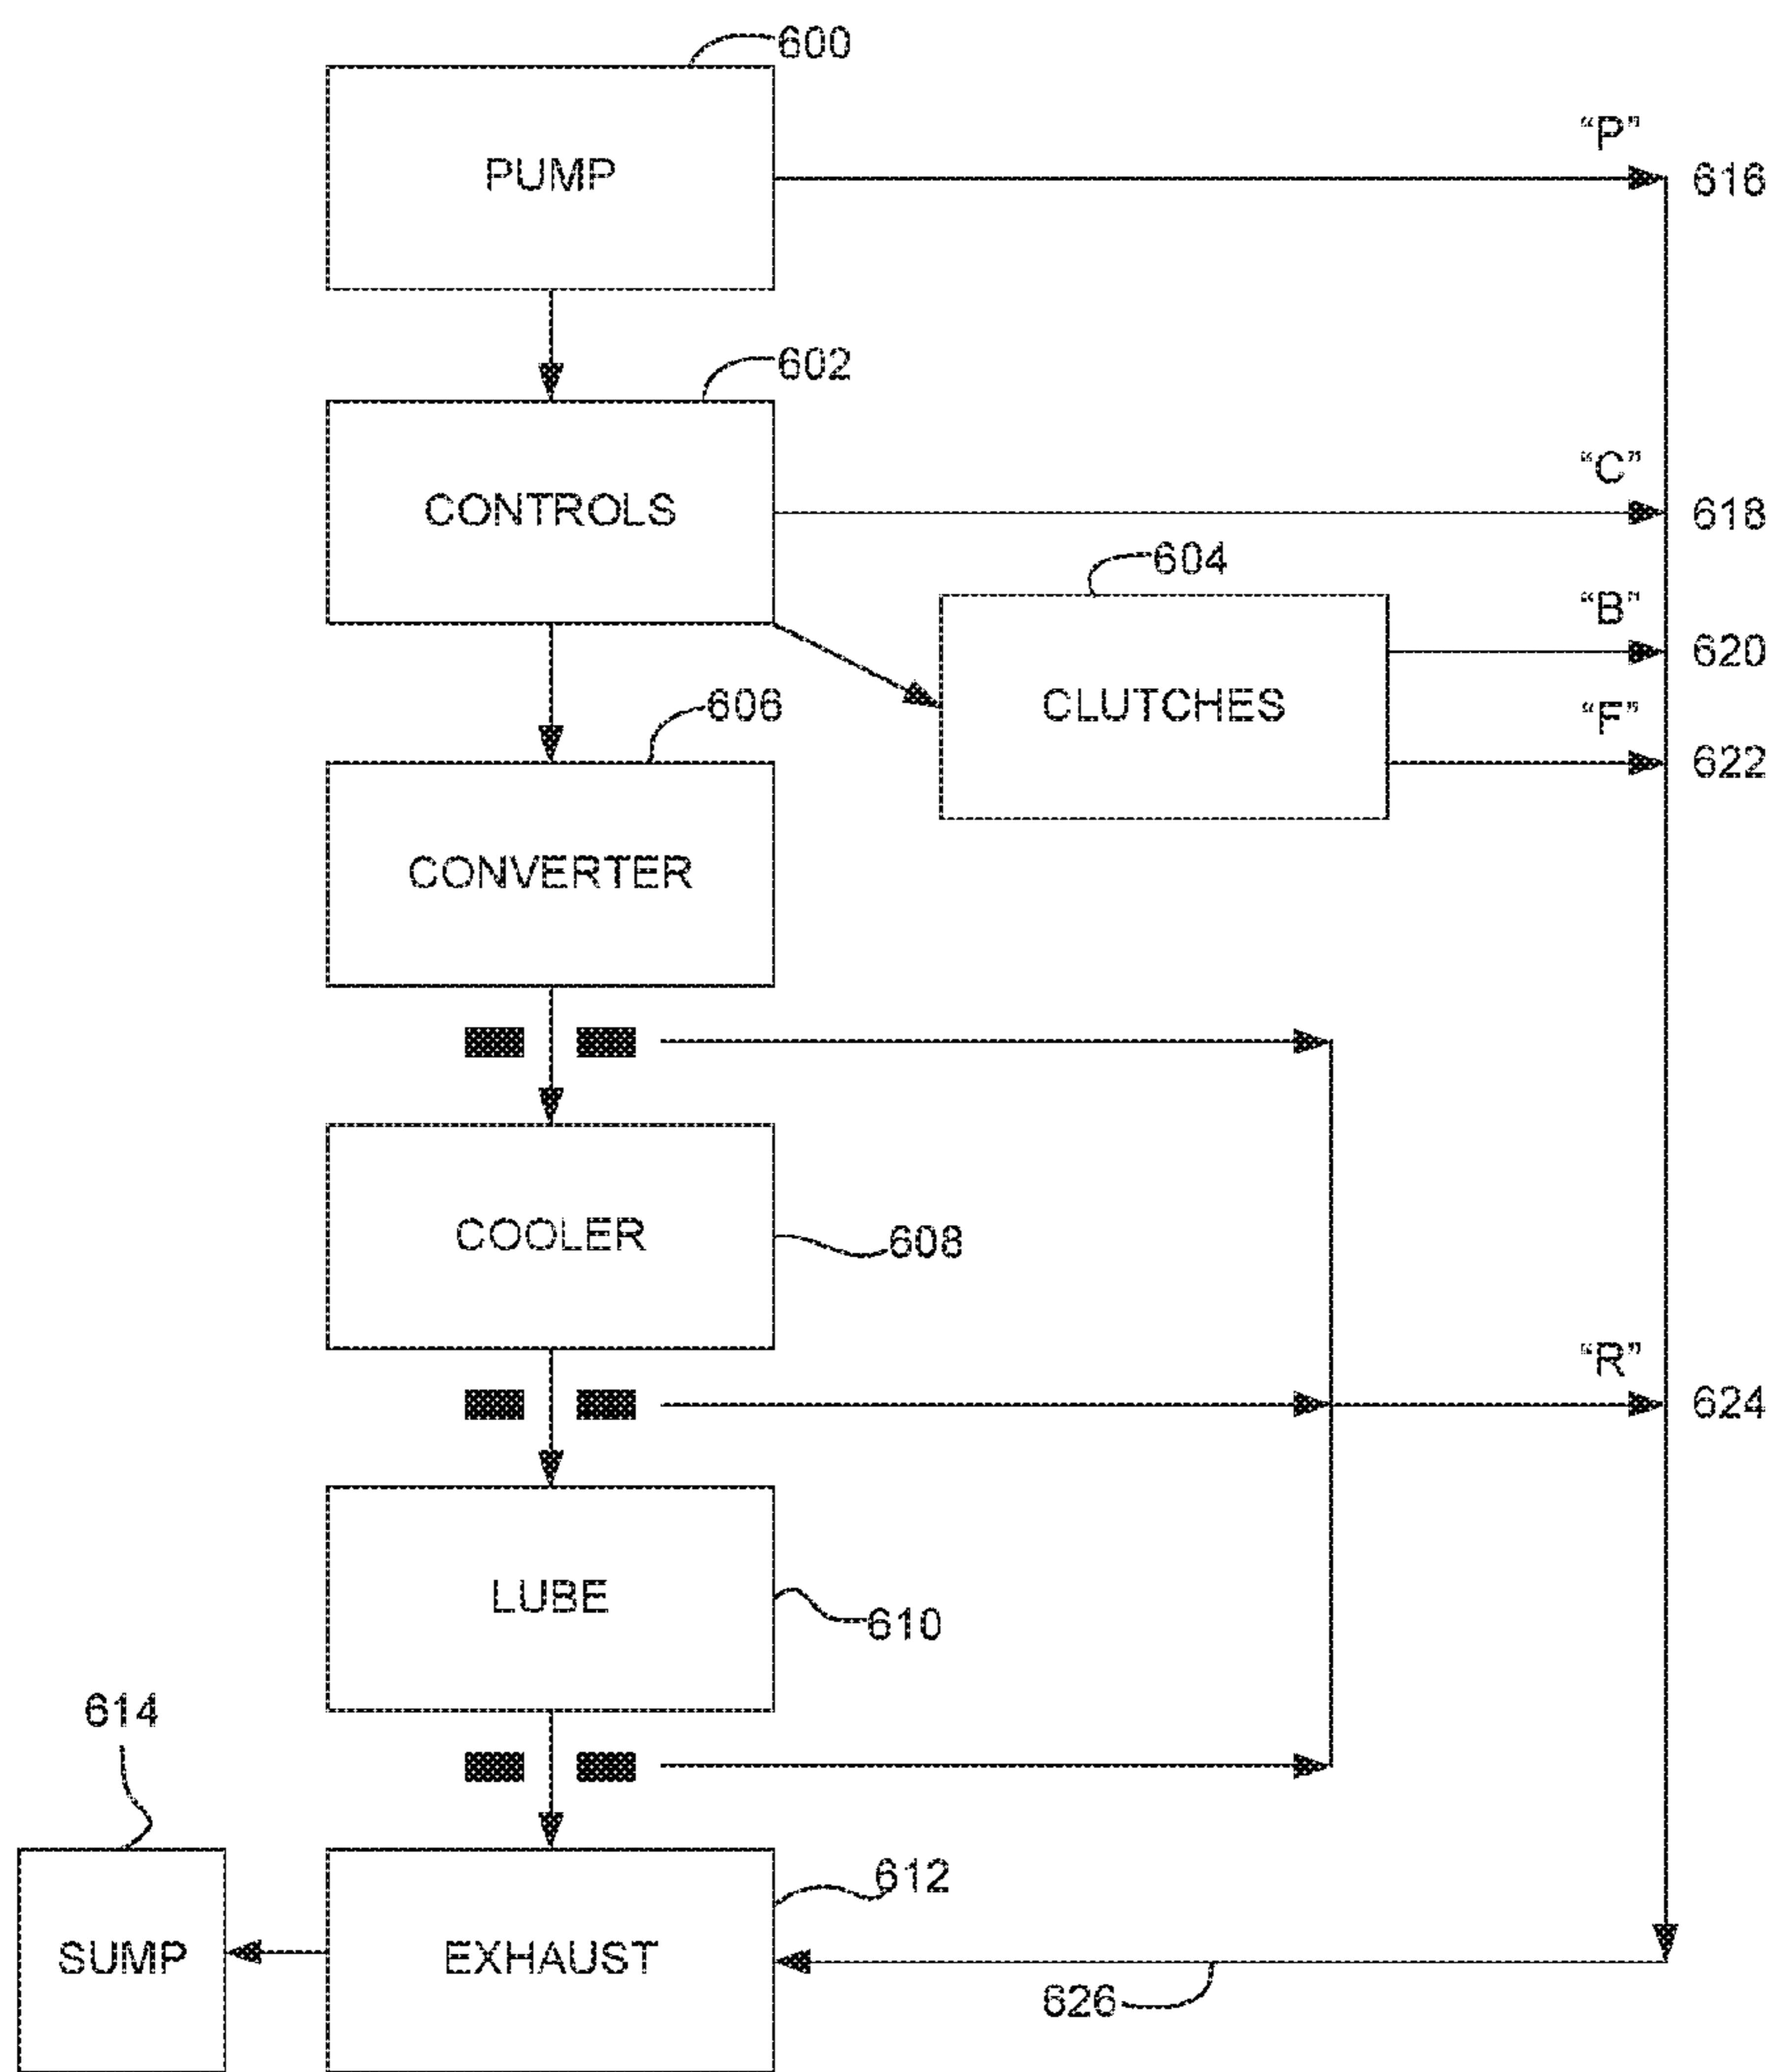 600
PUMP
"P"
616
602
CONTROLS
"C"
618
604
CLUTCHES
"B"
620
"F"
622
606
CONVERTER
COOLER
608
"R"
624
LUBE
610
614
SUMP
612
EXHAUST
626